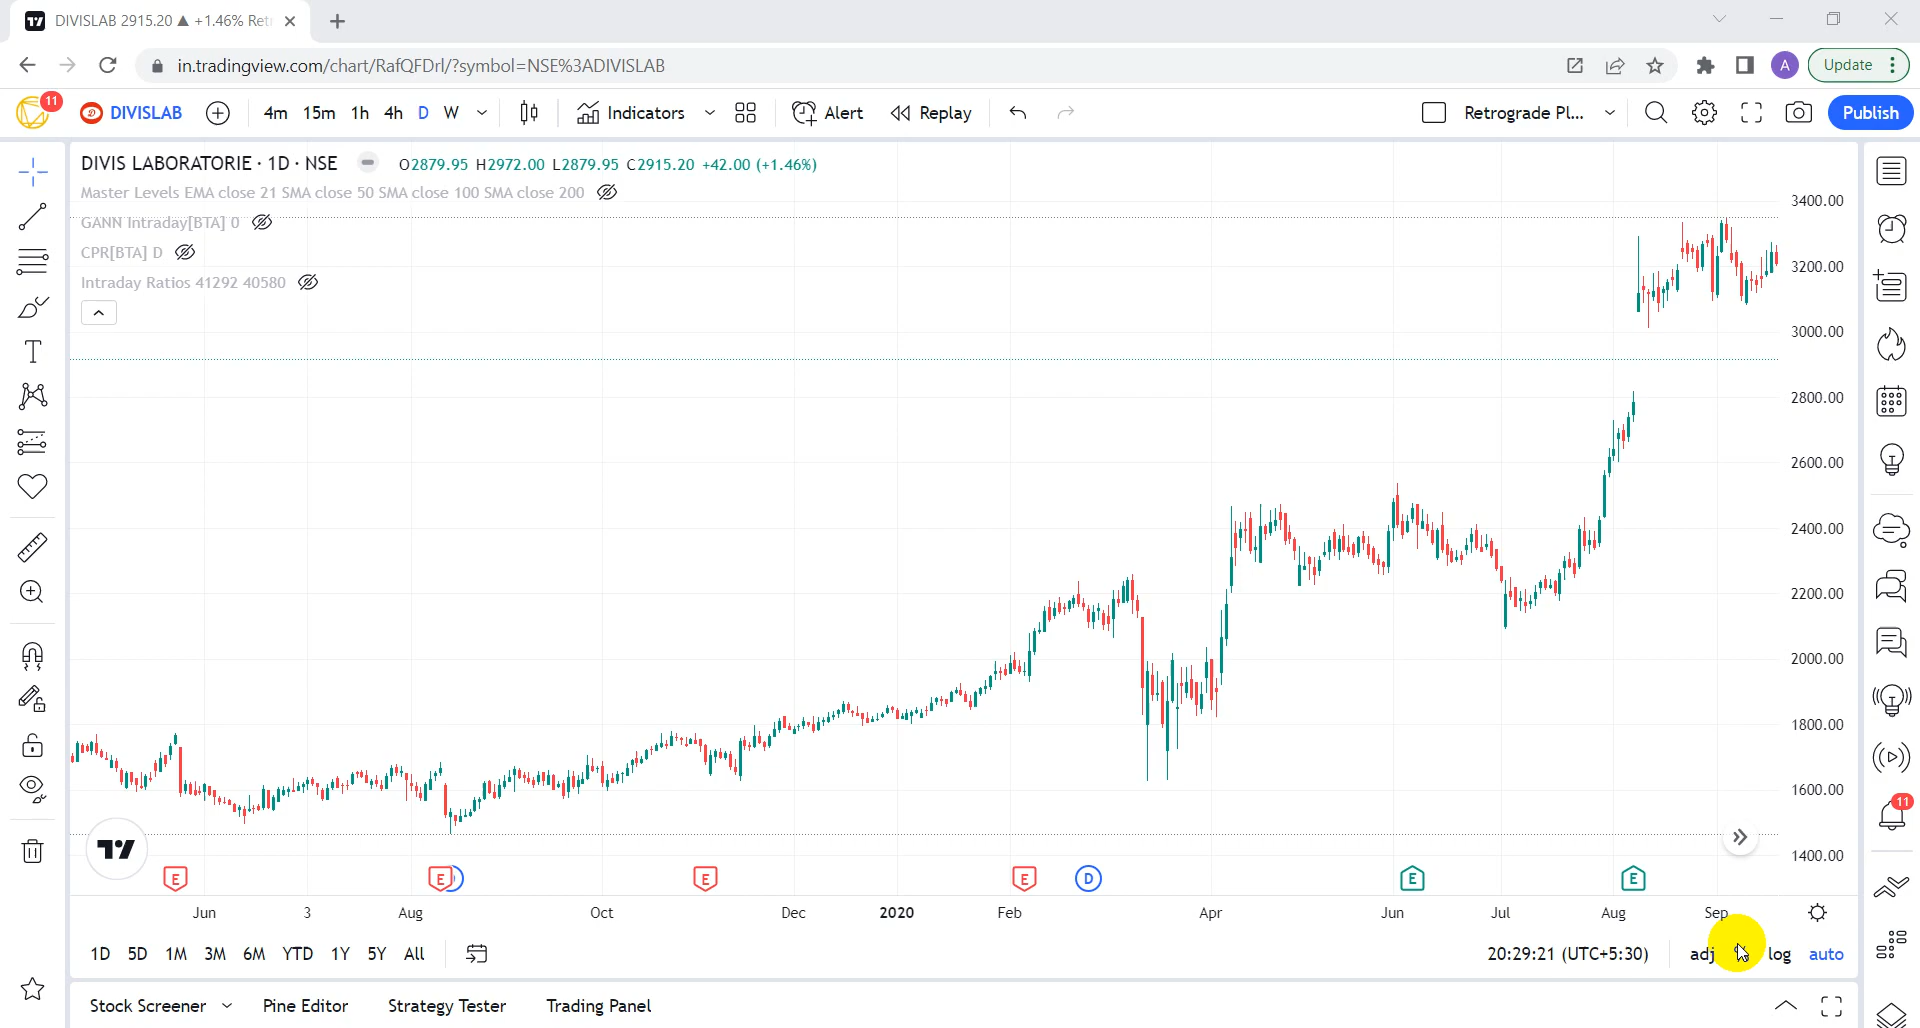 DIVISLAB 2915.20 ▲ +1.46% Retr
in.tradingview.com/chart/RafQFDrl/?symbol=NSE%3ADIVISLAB
A
Update
11
DIVISLAB
4m 15m 1h 4h D W
Indicators
Alert
Replay
Retrograde Pl...
Publish
DIVIS LABORATORIE · 1D · NSE
O2879.95 H2972.00 L2879.95 C2915.20 +42.00 (+1.46%)
Master Levels EMA close 21 SMA close 50 SMA close 100 SMA close 200
GANN Intraday[BTA] 0
CPR[BTA] D
Intraday Ratios 41292 40580
3400.00
3200.00
3000.00
2800.00
2600.00
2400.00
2200.00
2000.00
1800.00
1600.00
1400.00
11
E E E E D E E
Jun 3 Aug Oct Dec 2020 Feb Apr Jun Jul Aug Sep
1D 5D 1M 3M 6M YTD 1Y 5Y All
20:29:21 (UTC+5:30)
adj log auto
Stock Screener Pine Editor Strategy Tester Trading Panel